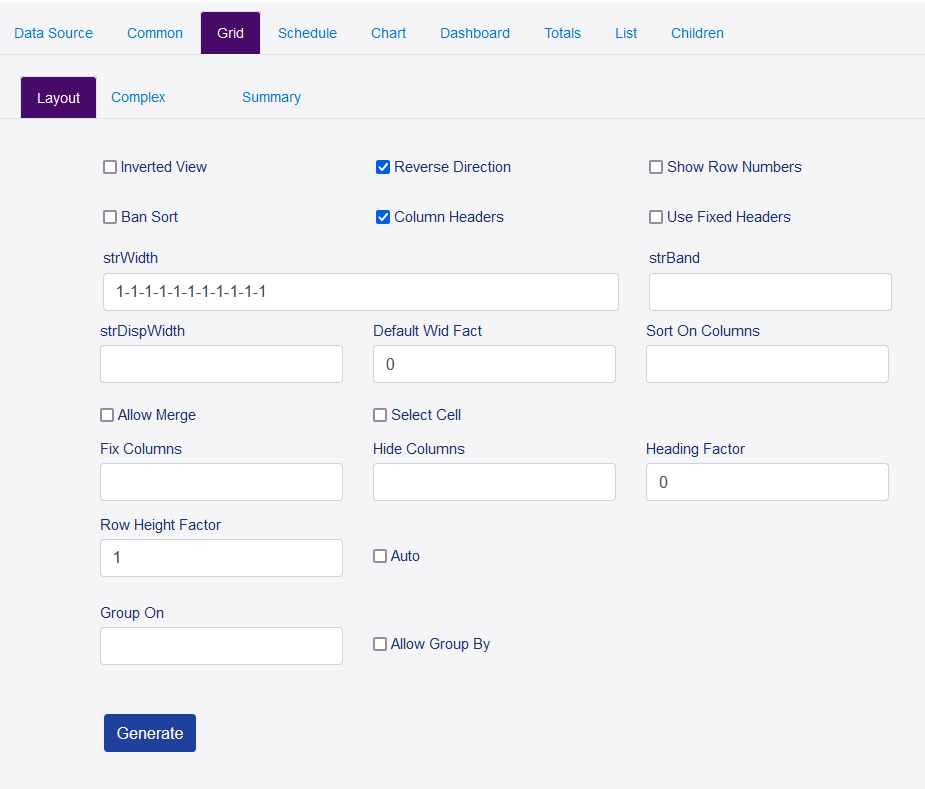 Data Source Common Grid Schedule Chart Dashboard Totals List Children
Layout Complex Summary
Inverted View Reverse Direction Show Row Numbers
Ban Sort Column Headers Use Fixed Headers
strWidth strBand
1-1-1-1-1-1-1-1-1-1-1
strDispWidth Default Wid Fact Sort On Columns
0
Allow Merge Select Cell
Fix Columns Hide Columns Heading Factor
0
Row Height Factor
1 Auto
Group On
Allow Group By
Generate